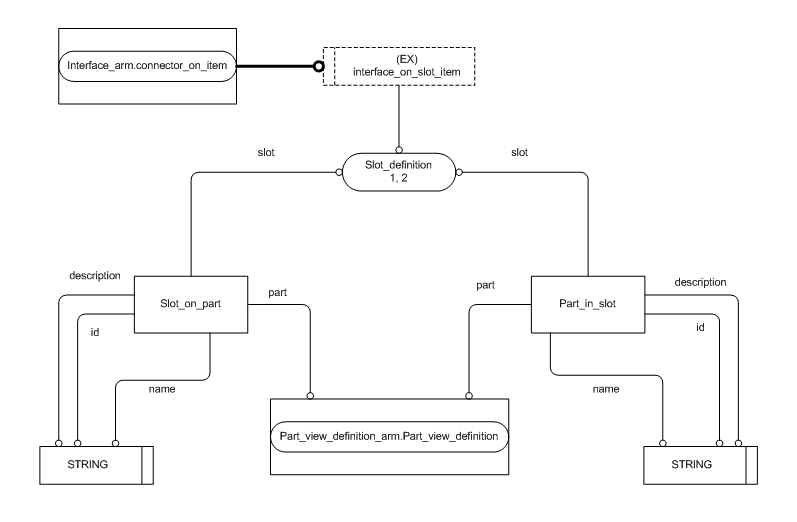 (EX)
Interface_arm.connector_on_item
interface_on_slot_item
slot
slot
Slot_definition
1, 2
description
description
Slot_on_part
part
part
Part_in_slot
id
id
name
name
Part_view_definition_arm.Part_view_definition
STRING
STRING